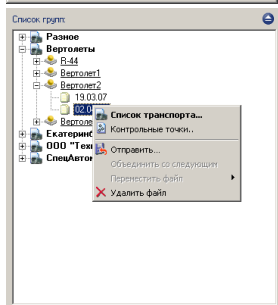 Список групп:
Разное
Вертолеты
R-44
Вертолет1
Вертолет
19.03.07
02.0
Список транспорта...
Контрольные точки..
Отправить...
Объединить со следующим
Переместить файл
Удалить файл
Вертоле
Екатерин
ООО "Тех
СпецАвто